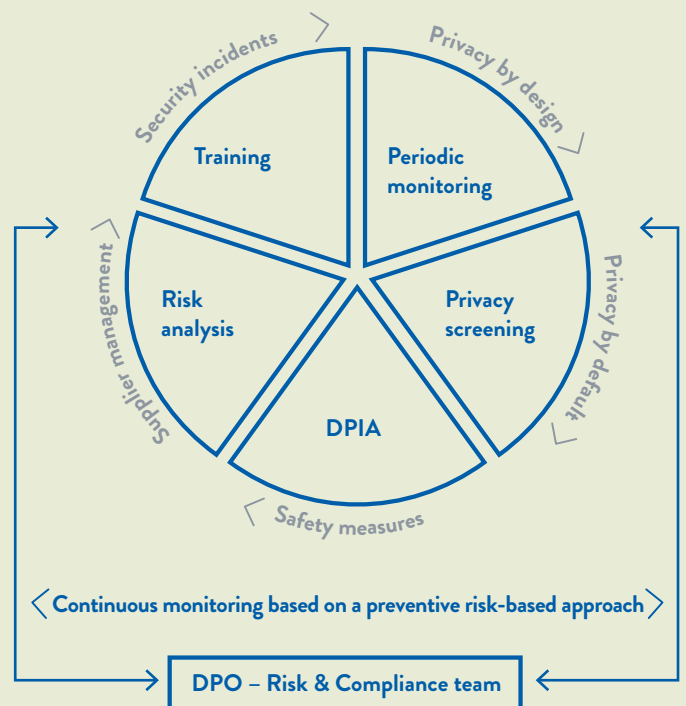 Security incidents
Privacy by design
Training
Periodic
monitoring
Supplier management
Risk
analysis
Privacy
screening
Privacy by default
DPIA
Safety measures
Continuous monitoring based on a preventive risk-based approach
DPO – Risk & Compliance team